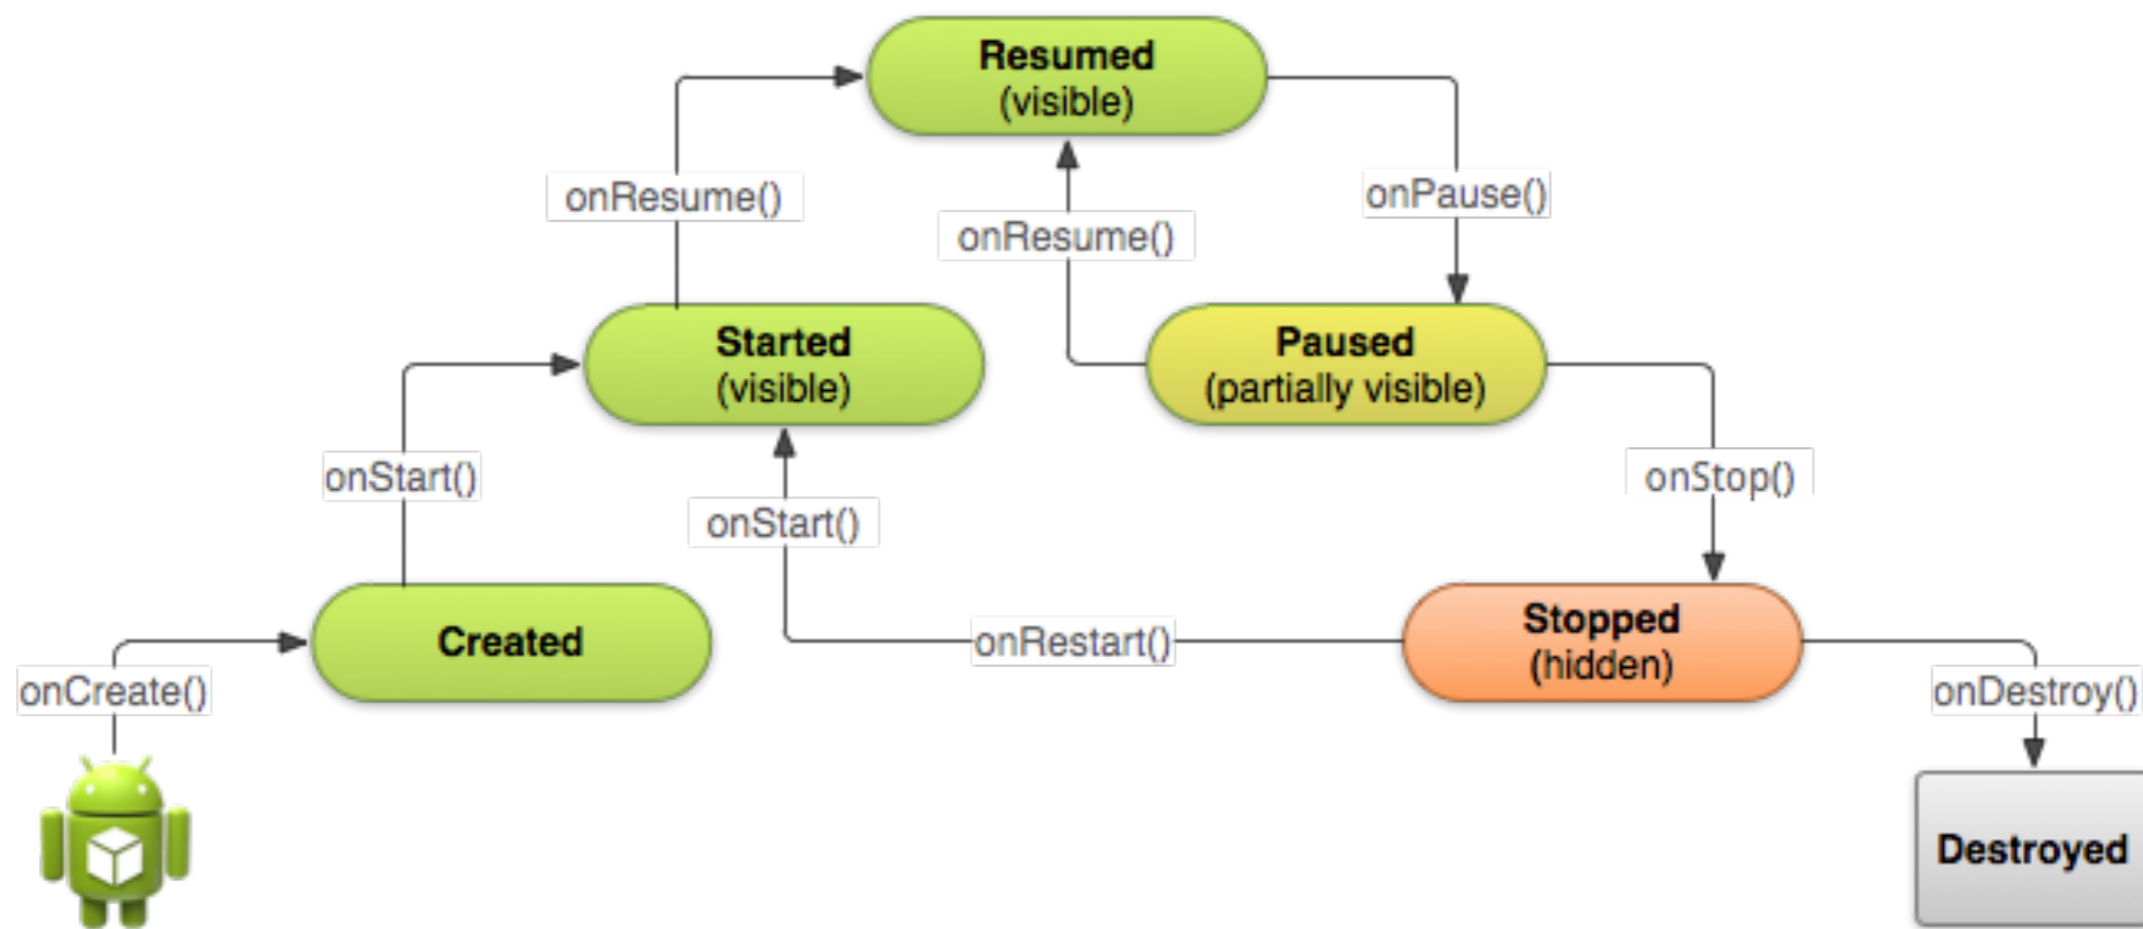 Resumed
(visible)
onResume()
onPause()
onResume()
Started
(visible)
Paused
(partially visible)
onStart()
onStop()
onStart()
Created
onRestart()
Stopped
(hidden)
onCreate()
onDestroy()
Destroyed